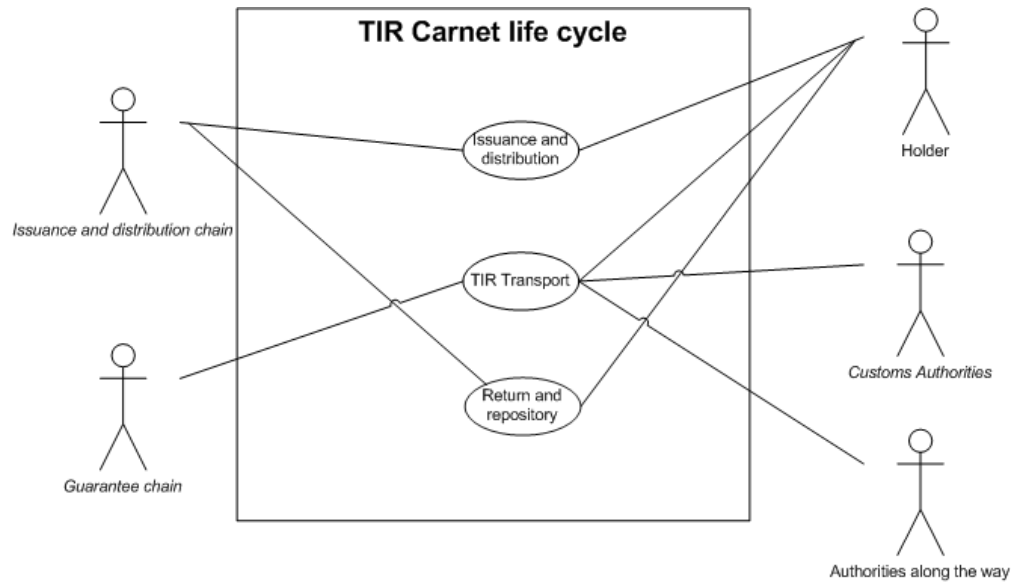 TIR Carnet life cycle
Issuance and
distribution
Holder
Issuance and distribution chain
TIR Transport
Customs Authorities
Return and
repository
Guarantee chain
Authorities along the way